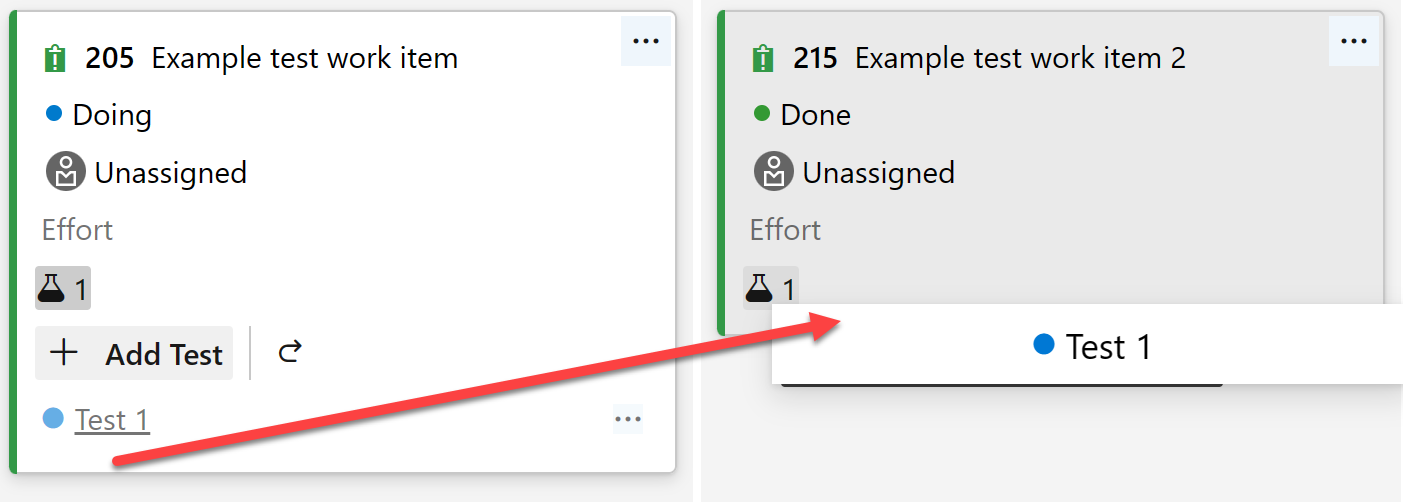 205 Example test work item
Doing
Unassigned
Effort
1
Add Test
Test 1
215 Example test work item 2
Done
Unassigned
Effort
1
Test 1